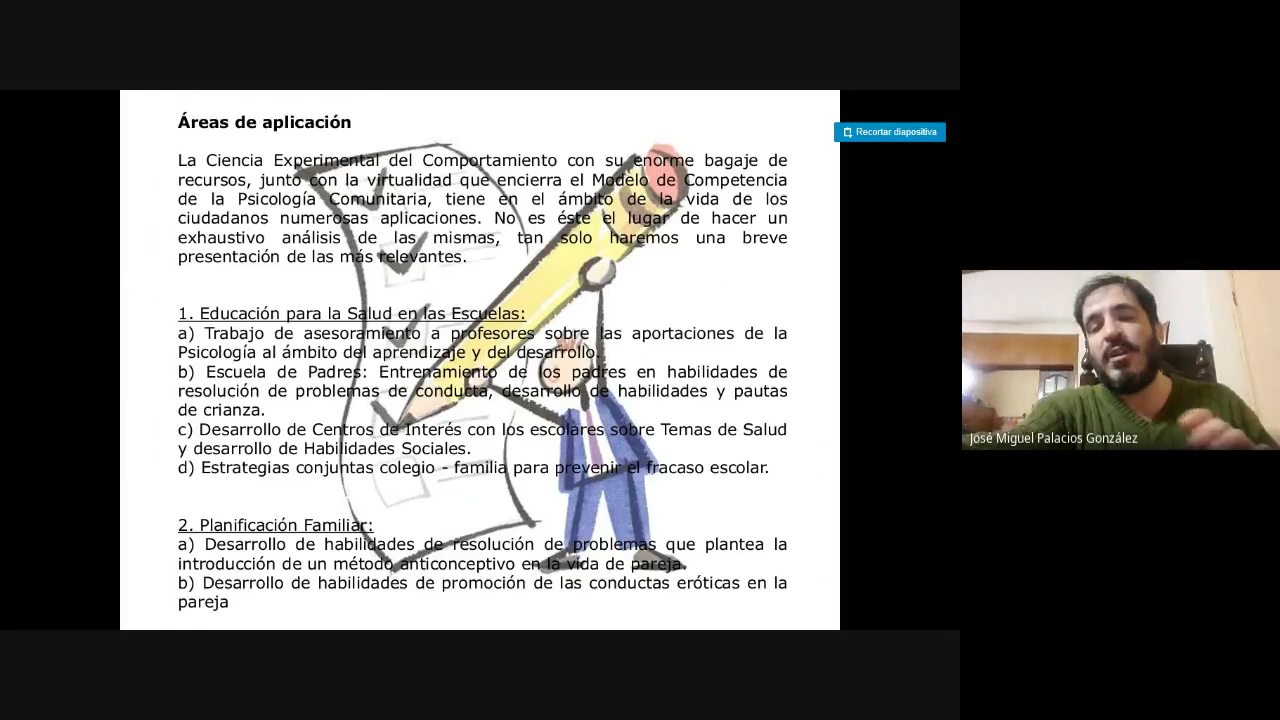 Áreas de aplicación
La Ciencia Experimental del Comportamiento con su enorme bagaje de
recursos, junto con la virtualidad que encierra el Modelo de Competencia
de la Psicología Comunitaria, tiene en el ámbito de la vida de los
ciudadanos numerosas aplicaciones. No es éste el lugar de hacer un
exhaustivo análisis de las mismas, tan solo haremos una breve
presentación de las más relevantes.
1. Educación para la Salud en las Escuelas:
a) Trabajo de asesoramiento a profesores sobre las aportaciones de la
Psicología al ámbito del aprendizaje y del desarrollo.
b) Escuela de Padres: Entrenamiento de los padres en habilidades de
resolución de problemas de conducta, desarrollo de habilidades y pautas
de crianza.
c) Desarrollo de Centros de Interés con los escolares sobre Temas de Salud
y desarrollo de Habilidades Sociales.
d) Estrategias conjuntas colegio - familia para prevenir el fracaso escolar.
2. Planificación Familiar:
a) Desarrollo de habilidades de resolución de problemas que plantea la
introducción de un método anticonceptivo en la vida de pareja.
b) Desarrollo de habilidades de promoción de las conductas eróticas en la
pareja
Recortar diapositiva
José Miguel Palacios González